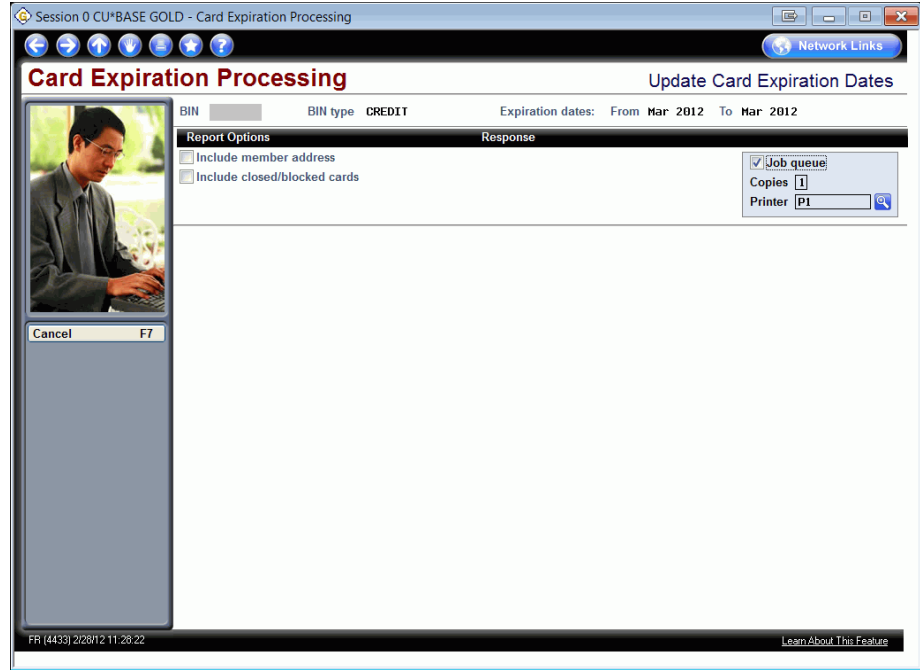 Session 0 CU*BASE GOLD - Card Expiration Processing
Network Links
Card Expiration Processing
Update Card Expiration Dates
BIN BIN type CREDIT Expiration dates: From Mar 2012 To Mar 2012
Report Options Response
Include member address
Include closed/blocked cards
Job queue
Copies 1
Printer P1
Cancel F7
FR (4433) 2/28/12 11:28:22
Learn About This Feature